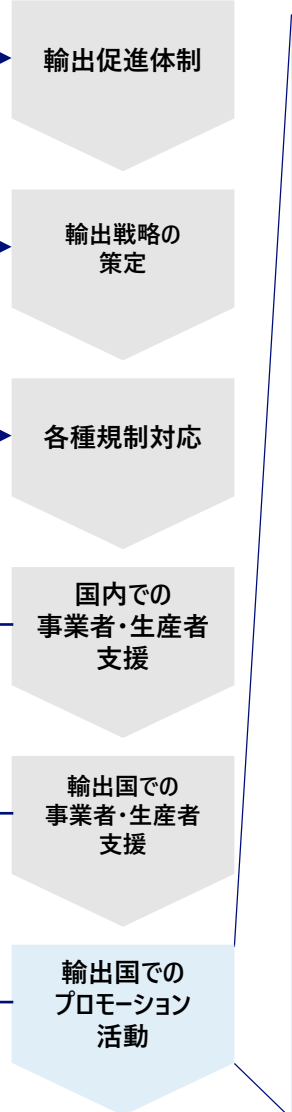 輸出促進体制
輸出戦略の
策定
各種規制対応
国内での
事業者・生産者
支援
輸出国での
事業者・生産者
支援
輸出国での
プロモーション
活動